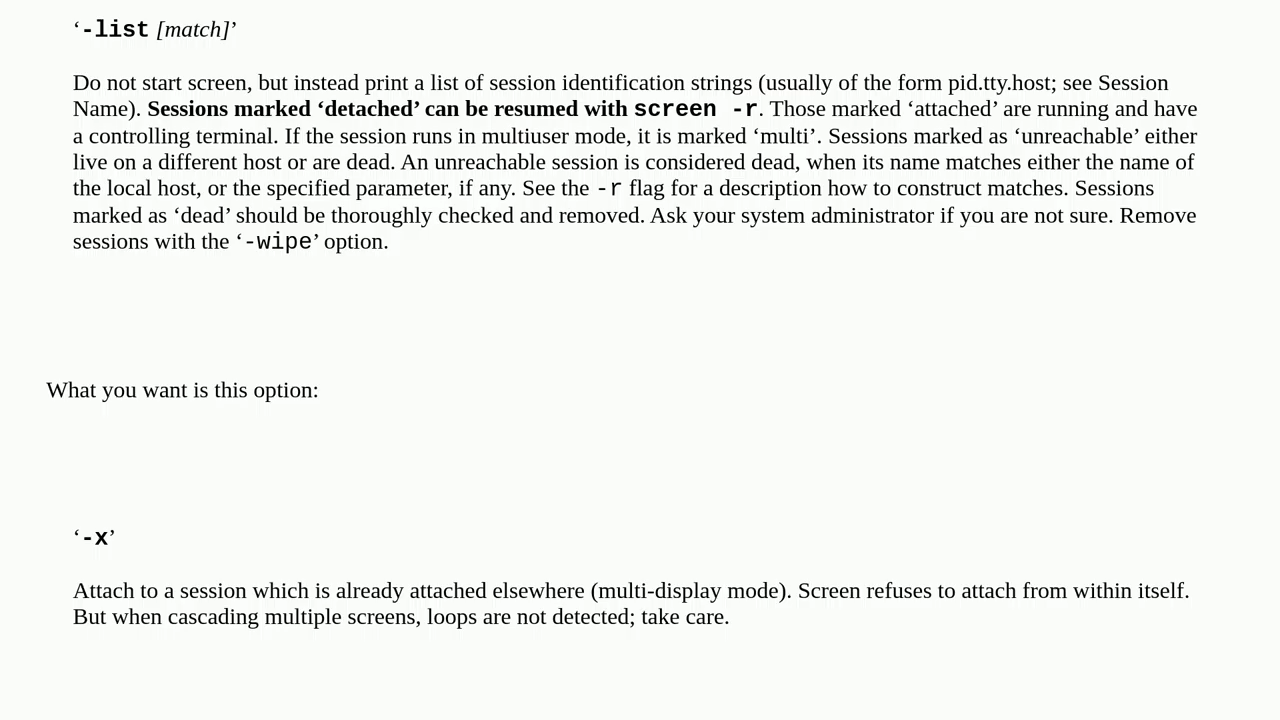 ‘-list [match]’
Do not start screen, but instead print a list of session identification strings (usually of the form pid.tty.host; see Session
Name). Sessions marked ‘detached’ can be resumed with screen -r. Those marked ‘attached’ are running and have
a controlling terminal. If the session runs in multiuser mode, it is marked ‘multi’. Sessions marked as ‘unreachable’ either
live on a different host or are dead. An unreachable session is considered dead, when its name matches either the name of
the local host, or the specified parameter, if any. See the -r flag for a description how to construct matches. Sessions
marked as ‘dead’ should be thoroughly checked and removed. Ask your system administrator if you are not sure. Remove
sessions with the ‘-wipe’ option.
What you want is this option:
‘-x’
Attach to a session which is already attached elsewhere (multi-display mode). Screen refuses to attach from within itself.
But when cascading multiple screens, loops are not detected; take care.